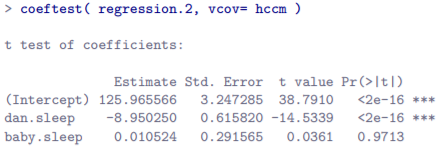 > coeftest( regression.2, vcov= hccm )
t test of coefficients:
Estimate Std. Error t value Pr(>|t|)
(Intercept) 125.965566 3.247285 38.7910 <2e-16 ***
dan.sleep -8.950250 0.615820 -14.5339 <2e-16 ***
baby.sleep 0.010524 0.291565 0.0361 0.9713